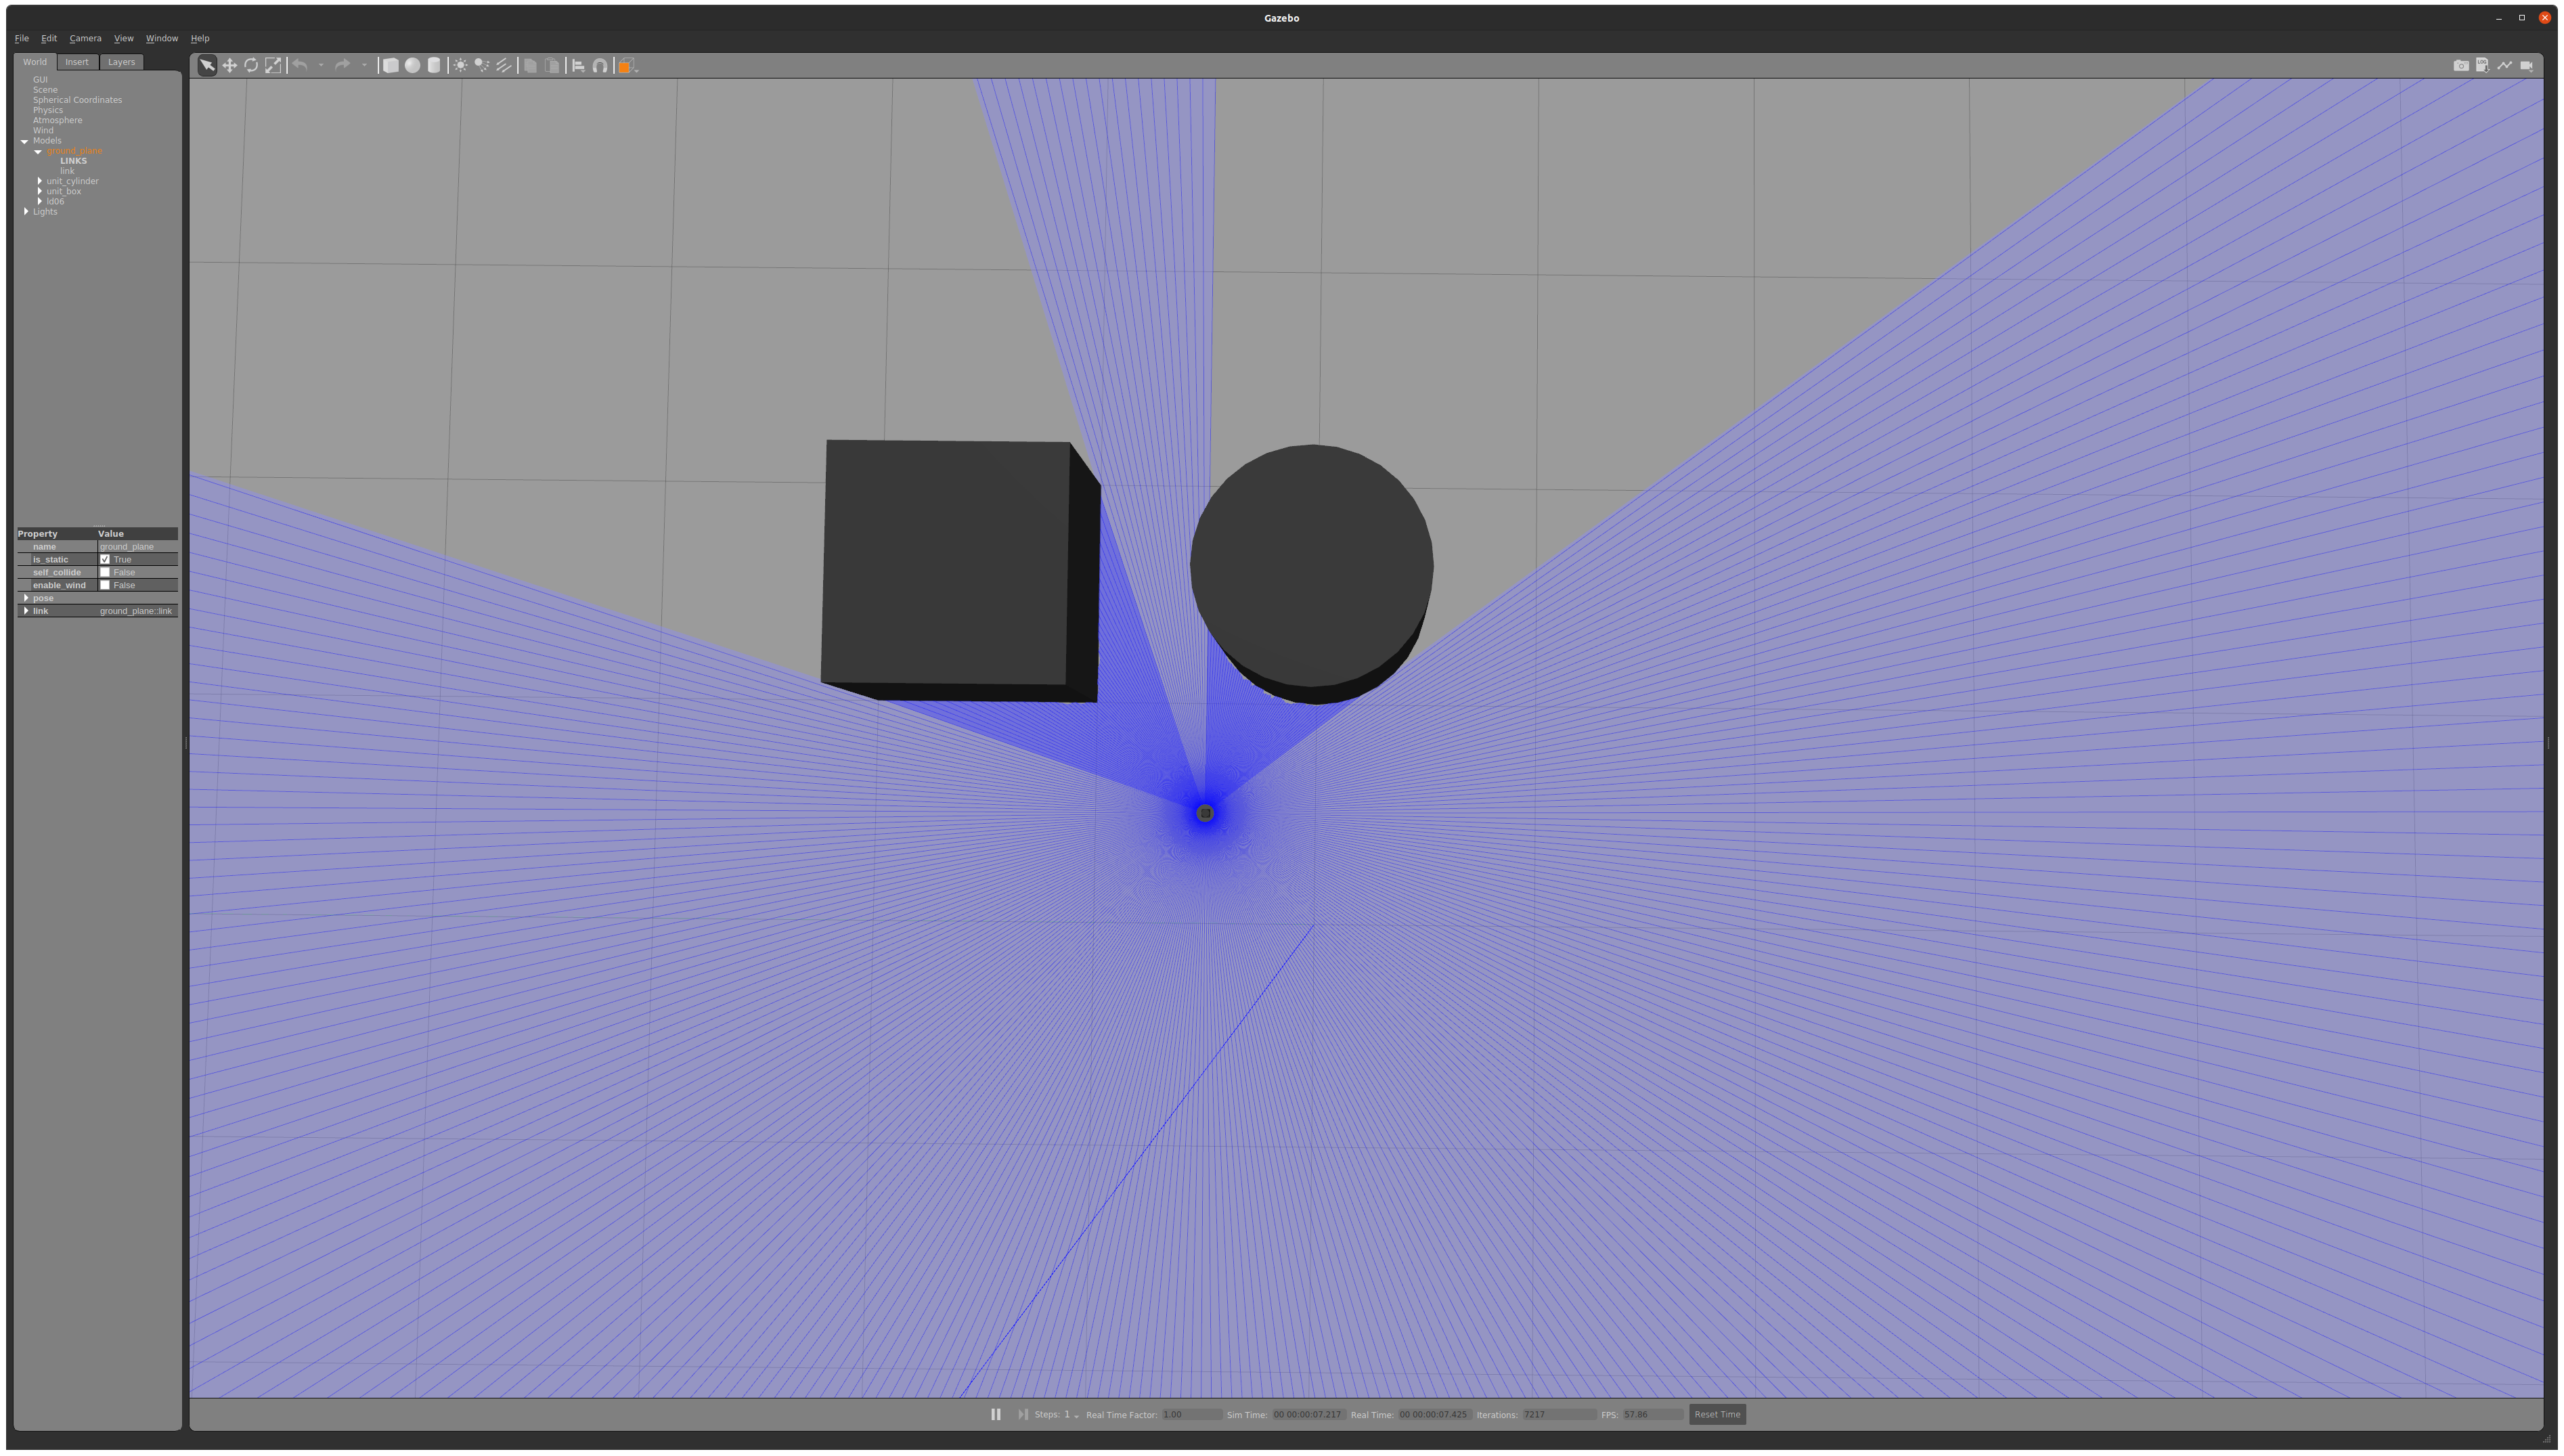 Gazebo
File Edit Camera View Window Help
World Insert Layers
GUI
Scene
Spherical Coordinates
Physics
Atmosphere
Wind
Models
ground_plane
LINKS
link
unit_cylinder
unit_box
ld06
Lights
LOG
Property Value
name ground_plane
is_static True
self_collide False
enable_wind False
pose
link ground_plane::link
Steps: 1 Real Time Factor: 1.00 Sim Time: 00 00:00:07.217 Real Time: 00 00:00:07.425 Iterations: 7217 FPS: 57.86 Reset Time